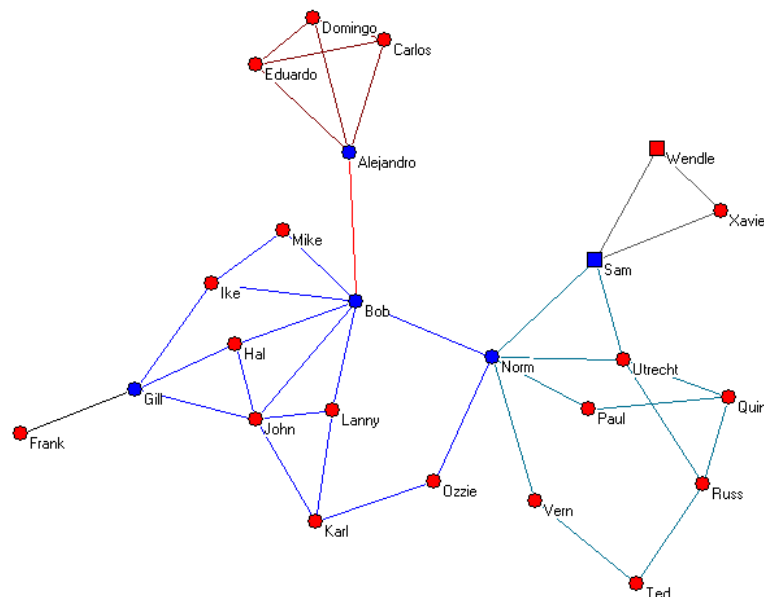 Domingo
Carlos
Eduardo
Alejandro
Wendle
Xavie
Mike
Sam
Ike
Bob
Hal
Norm
Utrecht
Gill
Quir
Paul
John
Lanny
Frank
Ozzie
Russ
Vern
Karl
Ted